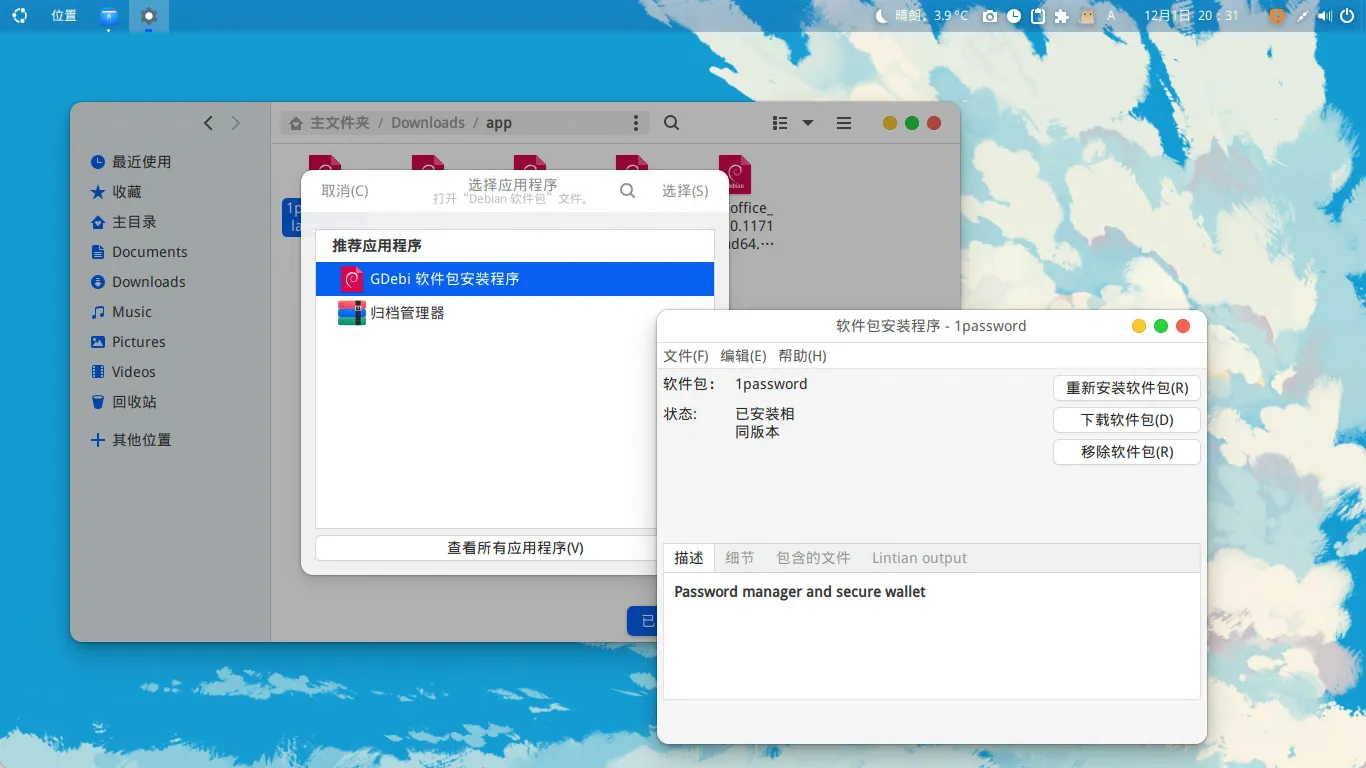 位置
晴朗，3.9 °C
A
12月1日 20：31
主文件夹 / Downloads / app
最近使用
收藏
主目录
Documents
Downloads
Music
Pictures
Videos
回收站
其他位置
debian
office_
0.1171
d64.…
取消(C)
选择应用程序
打开“Debian 软件包”文件。
选择(S)
推荐应用程序
GDebi 软件包安装程序
归档管理器
查看所有应用程序(V)
已
软件包安装程序 - 1password
文件(F) 编辑(E) 帮助(H)
软件包： 1password
状态: 已安装相
同版本
重新安装软件包(R)
下载软件包(D)
移除软件包(R)
描述 细节 包含的文件 Lintian output
Password manager and secure wallet